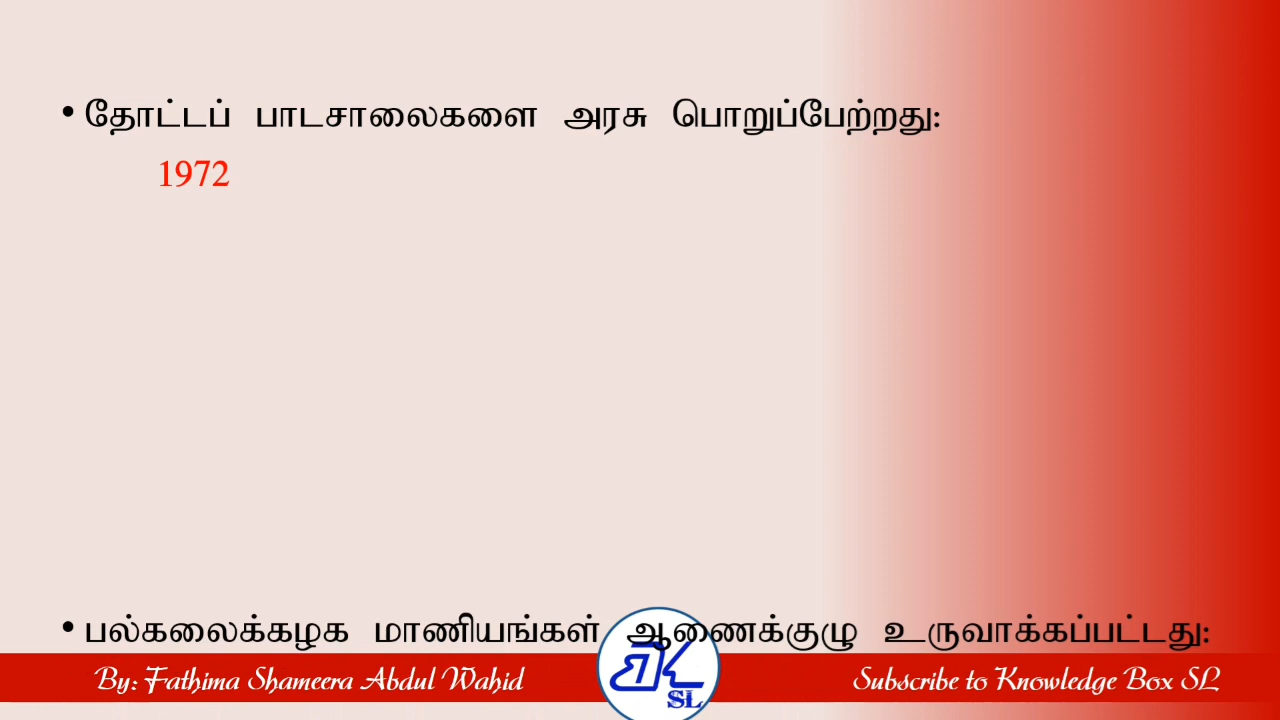 • தோட்டப் பாடசாலைகளை அரசு பொறுப்பேற்றது:
1972
• பல்கலைக்கழக மாணியங்கள் ஆணைக்குழு உருவாக்கப்பட்டது:
By: Fathima Shameera Abdul Wahid
SL
Subscribe to Knowledge Box SL